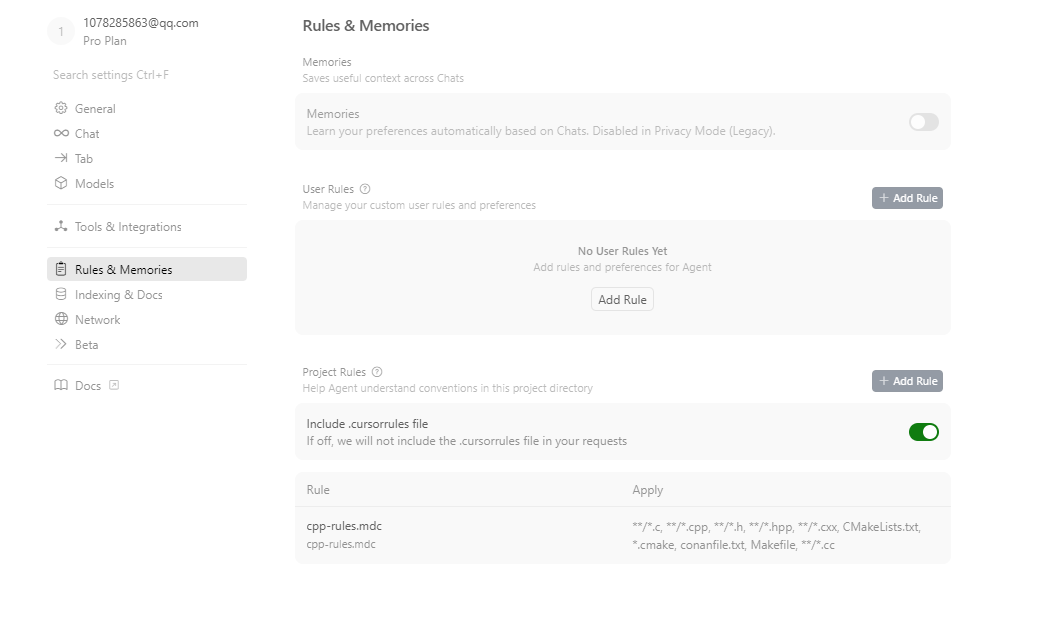 1
1078285863@qq.com
Pro Plan
Search settings Ctrl+F
General
Chat
Tab
Models
Tools & Integrations
Rules & Memories
Indexing & Docs
Network
Beta
Docs
Rules & Memories
Memories
Saves useful context across Chats
Memories
Learn your preferences automatically based on Chats. Disabled in Privacy Mode (Legacy).
User Rules
Manage your custom user rules and preferences
+ Add Rule
No User Rules Yet
Add rules and preferences for Agent
Add Rule
Project Rules
Help Agent understand conventions in this project directory
+ Add Rule
Include .cursorrules file
If off, we will not include the .cursorrules file in your requests
Rule Apply
cpp-rules.mdc
cpp-rules.mdc
**/*.c, **/*.cpp, **/*.h, **/*.hpp, **/*.cxx, CMakeLists.txt,
*.cmake, conanfile.txt, Makefile, **/*.cc